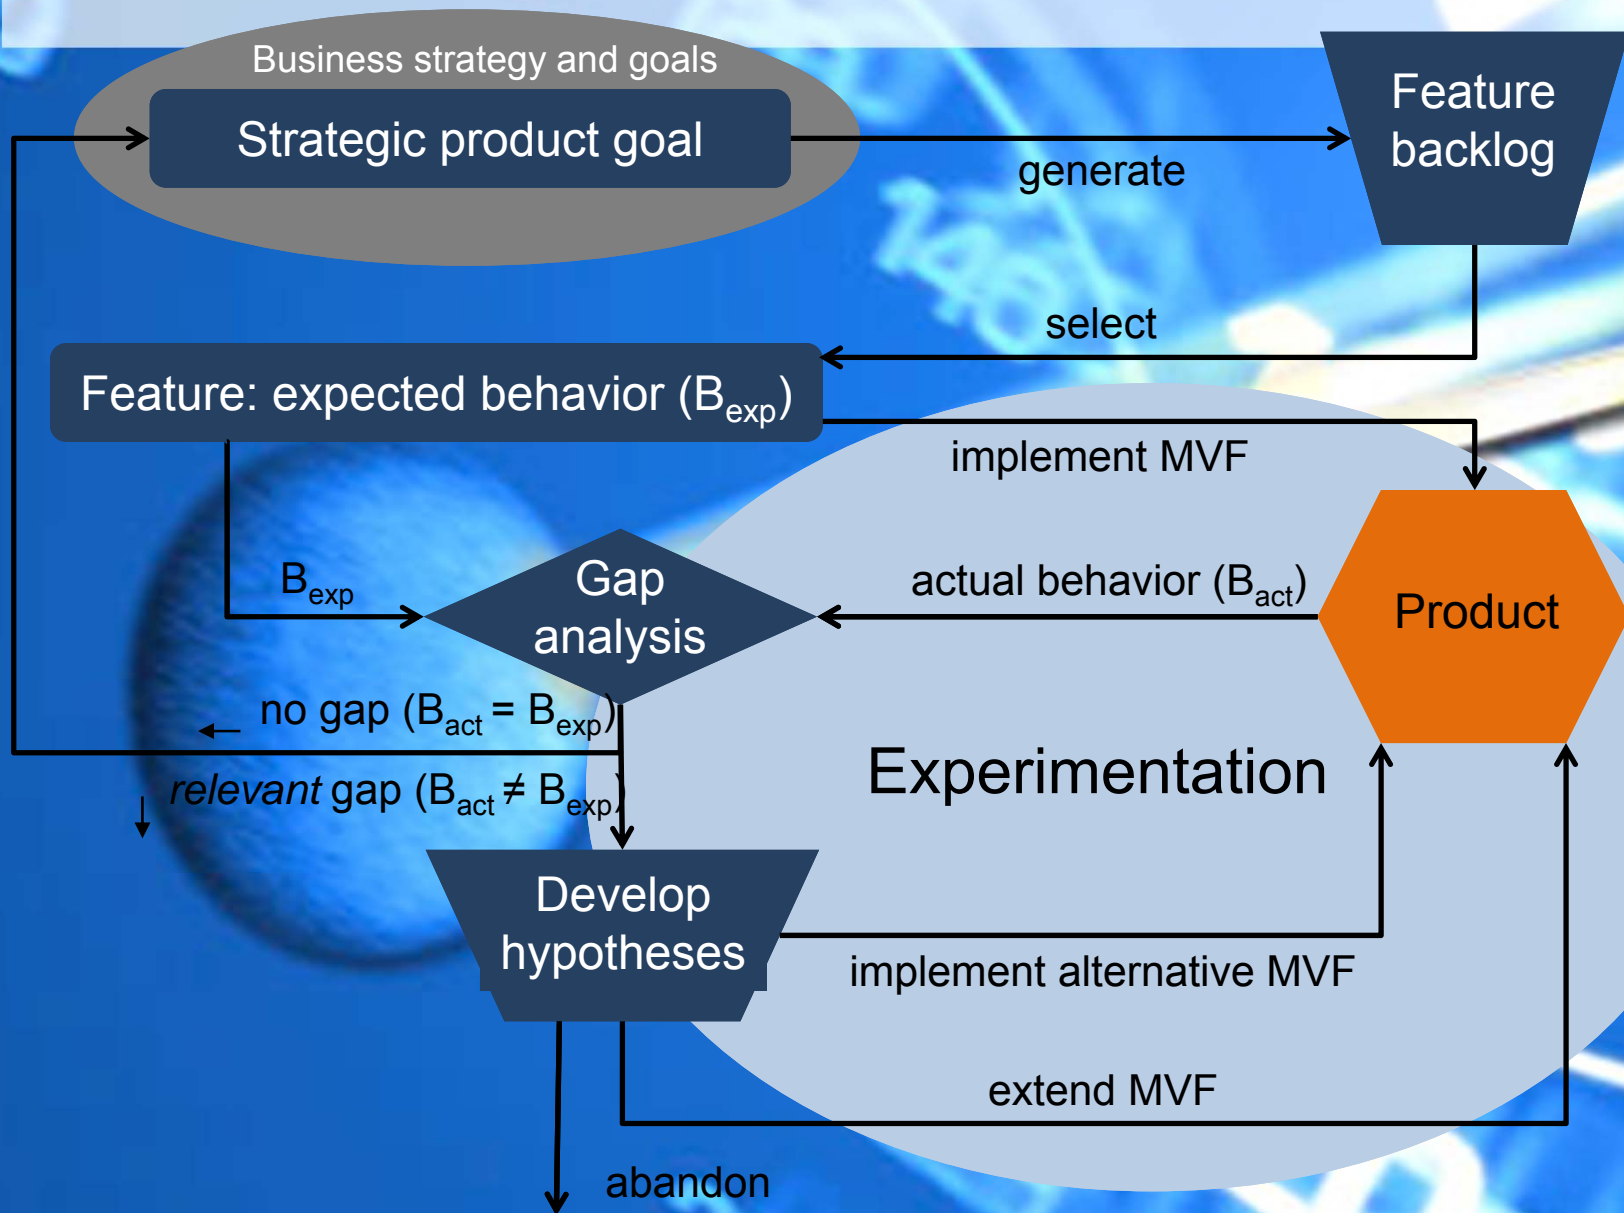 Business strategy and goals
Strategic product goal
Feature
backlog
generate
select
Feature: expected behavior (Bexp)
implement MVF
Bexp
Gap
analysis
actual behavior (Bact)
Product
no gap (Bact = Bexp)
relevant gap (Bact ≠ Bexp)
Experimentation
Develop
hypotheses
implement alternative MVF
extend MVF
abandon